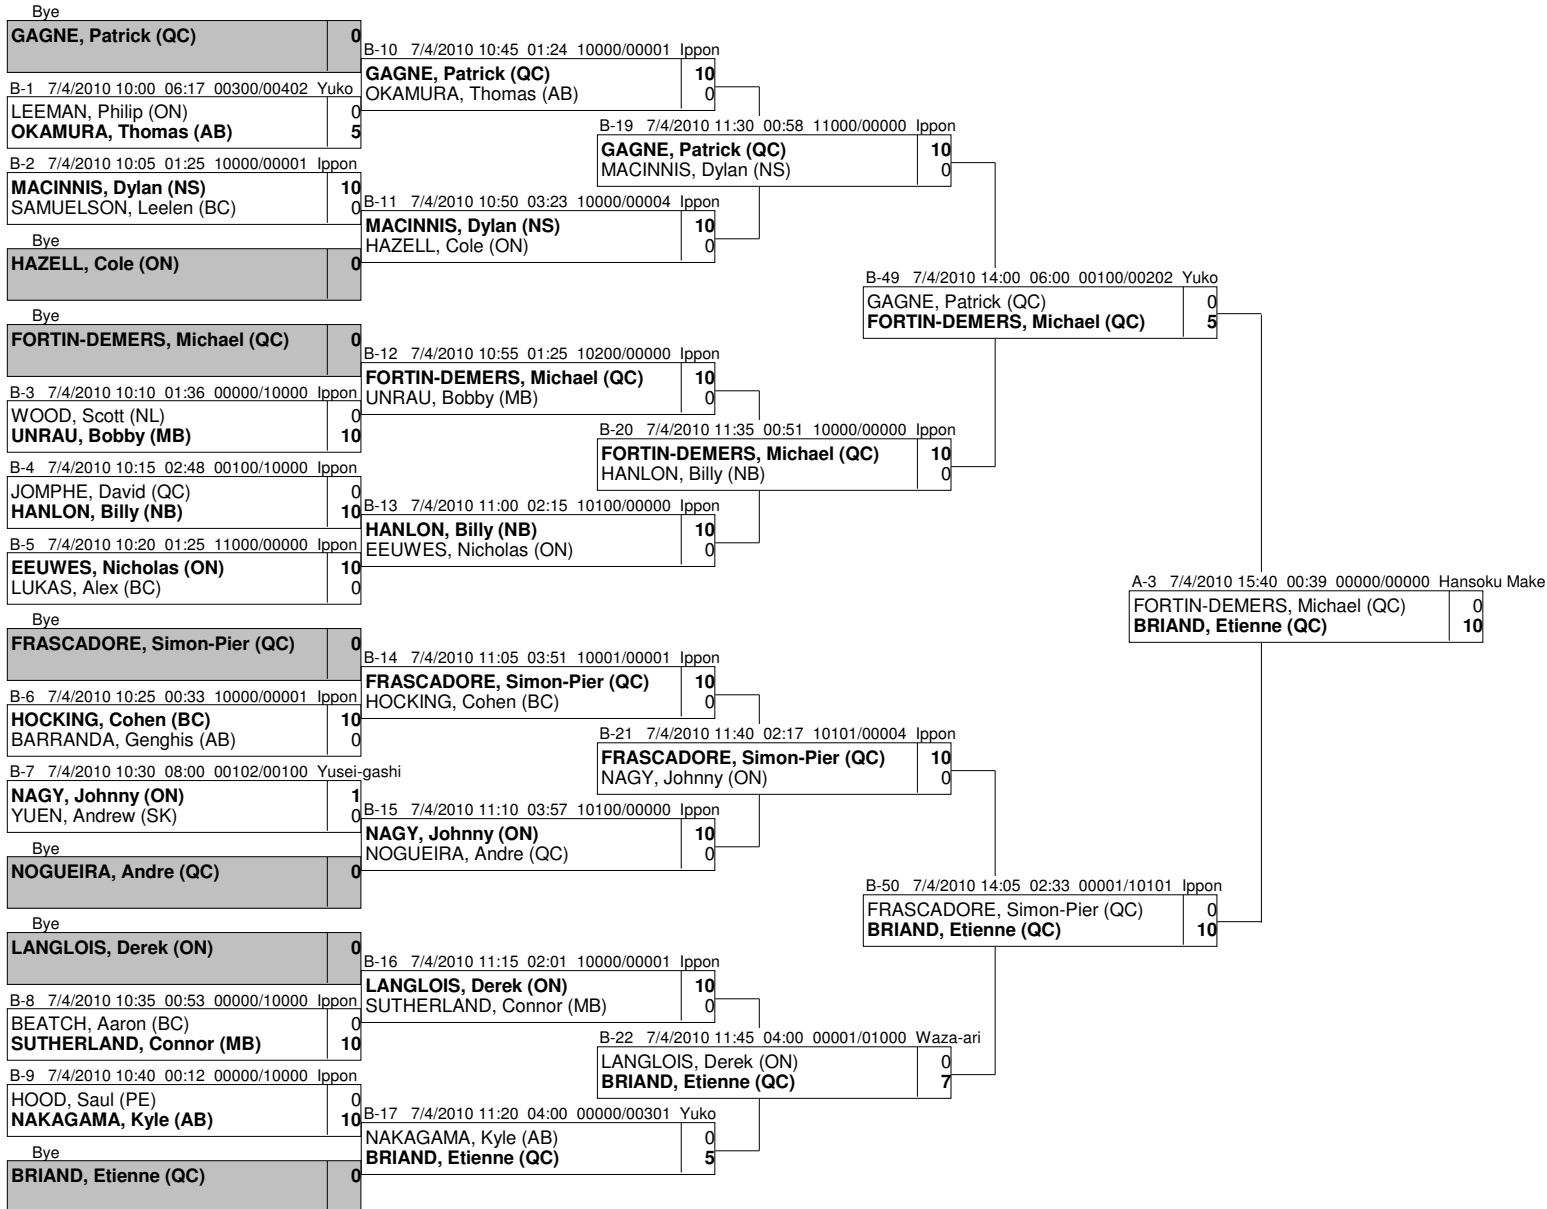 Bye
GAGNE, Patrick (QC) 0
B-1 7/4/2010 10:00 06:17 00300/00402 Yuko
LEEMAN, Philip (ON) 0
OKAMURA, Thomas (AB) 5
B-2 7/4/2010 10:05 01:25 10000/00001 Ippon
MACINNIS, Dylan (NS) 10
SAMUELSON, Leelen (BC) 0
Bye
HAZELL, Cole (ON) 0
Bye
FORTIN-DEMERS, Michael (QC) 0
B-3 7/4/2010 10:10 01:36 00000/10000 Ippon
WOOD, Scott (NL) 0
UNRAU, Bobby (MB) 10
B-4 7/4/2010 10:15 02:48 00100/10000 Ippon
JOMPHE, David (QC) 0
HANLON, Billy (NB) 10
B-5 7/4/2010 10:20 01:25 11000/00000 Ippon
EEUWES, Nicholas (ON) 10
LUKAS, Alex (BC) 0
Bye
FRASCADORE, Simon-Pier (QC) 0
B-6 7/4/2010 10:25 00:33 10000/00001 Ippon
HOCKING, Cohen (BC) 10
BARRANDA, Genghis (AB) 0
B-7 7/4/2010 10:30 08:00 00102/00100 Yusei-gashi
NAGY, Johnny (ON) 1
YUEN, Andrew (SK) 0
Bye
NOGUEIRA, Andre (QC) 0
Bye
LANGLOIS, Derek (ON) 0
B-8 7/4/2010 10:35 00:53 00000/10000 Ippon
BEATCH, Aaron (BC) 0
SUTHERLAND, Connor (MB) 10
B-9 7/4/2010 10:40 00:12 00000/10000 Ippon
HOOD, Saul (PE) 0
NAKAGAMA, Kyle (AB) 10
Bye
BRIAND, Etienne (QC) 0
B-10 7/4/2010 10:45 01:24 10000/00001 Ippon
GAGNE, Patrick (QC) 10
OKAMURA, Thomas (AB) 0
B-11 7/4/2010 10:50 03:23 10000/00004 Ippon
MACINNIS, Dylan (NS) 10
HAZELL, Cole (ON) 0
B-12 7/4/2010 10:55 01:25 10200/00000 Ippon
FORTIN-DEMERS, Michael (QC) 10
UNRAU, Bobby (MB) 0
B-13 7/4/2010 11:00 02:15 10100/00000 Ippon
HANLON, Billy (NB) 10
EEUWES, Nicholas (ON) 0
B-14 7/4/2010 11:05 03:51 10001/00001 Ippon
FRASCADORE, Simon-Pier (QC) 10
HOCKING, Cohen (BC) 0
B-15 7/4/2010 11:10 03:57 10100/00000 Ippon
NAGY, Johnny (ON) 10
NOGUEIRA, Andre (QC) 0
B-16 7/4/2010 11:15 02:01 10000/00001 Ippon
LANGLOIS, Derek (ON) 10
SUTHERLAND, Connor (MB) 0
B-17 7/4/2010 11:20 04:00 00000/00301 Yuko
NAKAGAMA, Kyle (AB) 0
BRIAND, Etienne (QC) 5
B-19 7/4/2010 11:30 00:58 11000/00000 Ippon
GAGNE, Patrick (QC) 10
MACINNIS, Dylan (NS) 0
B-20 7/4/2010 11:35 00:51 10000/00000 Ippon
FORTIN-DEMERS, Michael (QC) 10
HANLON, Billy (NB) 0
B-21 7/4/2010 11:40 02:17 10101/00004 Ippon
FRASCADORE, Simon-Pier (QC) 10
NAGY, Johnny (ON) 0
B-22 7/4/2010 11:45 04:00 00001/01000 Waza-ari
LANGLOIS, Derek (ON) 0
BRIAND, Etienne (QC) 7
B-49 7/4/2010 14:00 06:00 00100/00202 Yuko
GAGNE, Patrick (QC) 0
FORTIN-DEMERS, Michael (QC) 5
B-50 7/4/2010 14:05 02:33 00001/10101 Ippon
FRASCADORE, Simon-Pier (QC) 0
BRIAND, Etienne (QC) 10
A-3 7/4/2010 15:40 00:39 00000/00000 Hansoku Make
FORTIN-DEMERS, Michael (QC) 0
BRIAND, Etienne (QC) 10